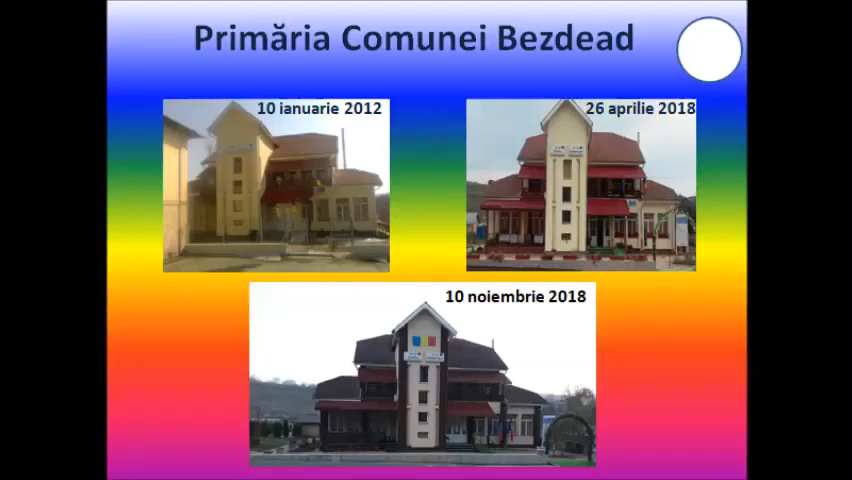 Primăria Comunei Bezdead
10 ianuarie 2012
26 aprilie 2018
10 noiembrie 2018